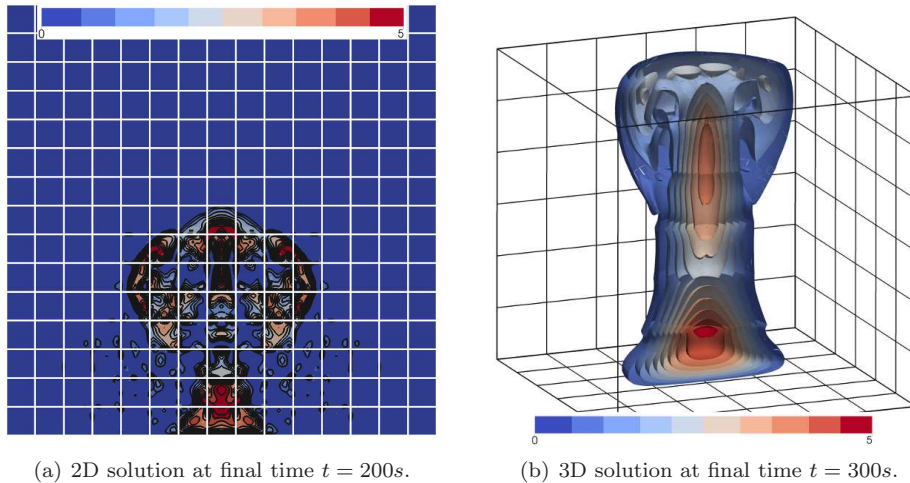 0 5
0 5
(a) 2D solution at final time t = 200s.
(b) 3D solution at final time t = 300s.